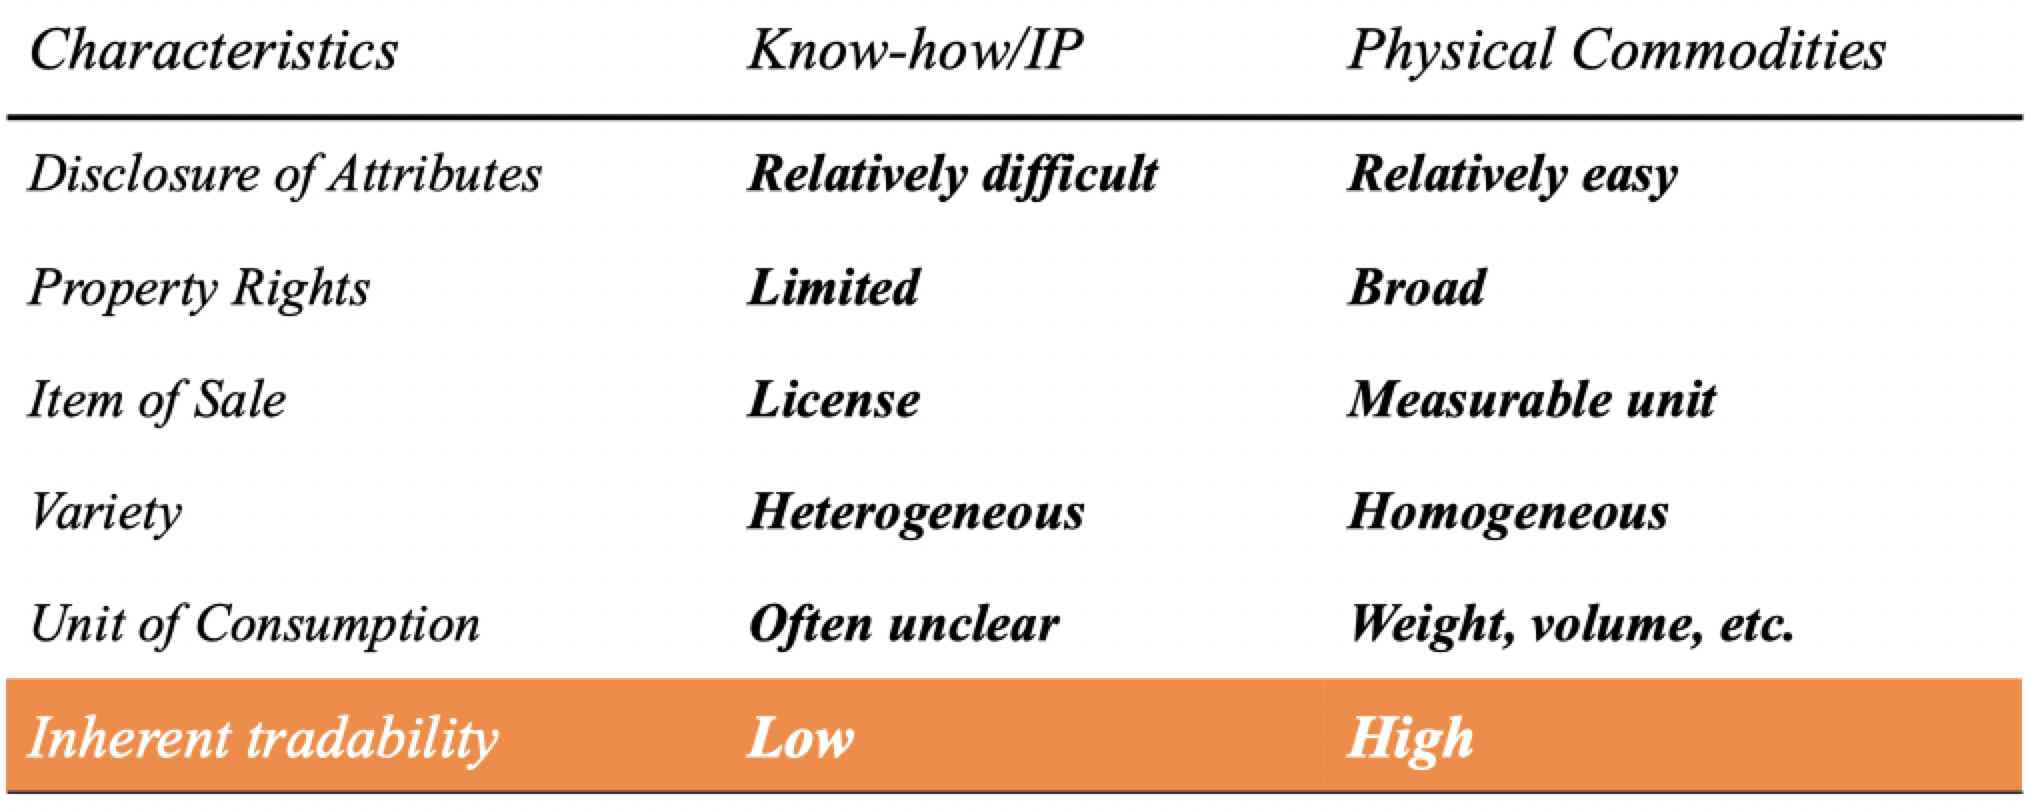 Characteristics Know-how/IP Physical Commodities
Disclosure of Attributes Relatively difficult Relatively easy
Property Rights Limited Broad
Item of Sale License Measurable unit
Variety Heterogeneous Homogeneous
Unit of Consumption Often unclear Weight, volume, etc.
Inherent tradability Low High